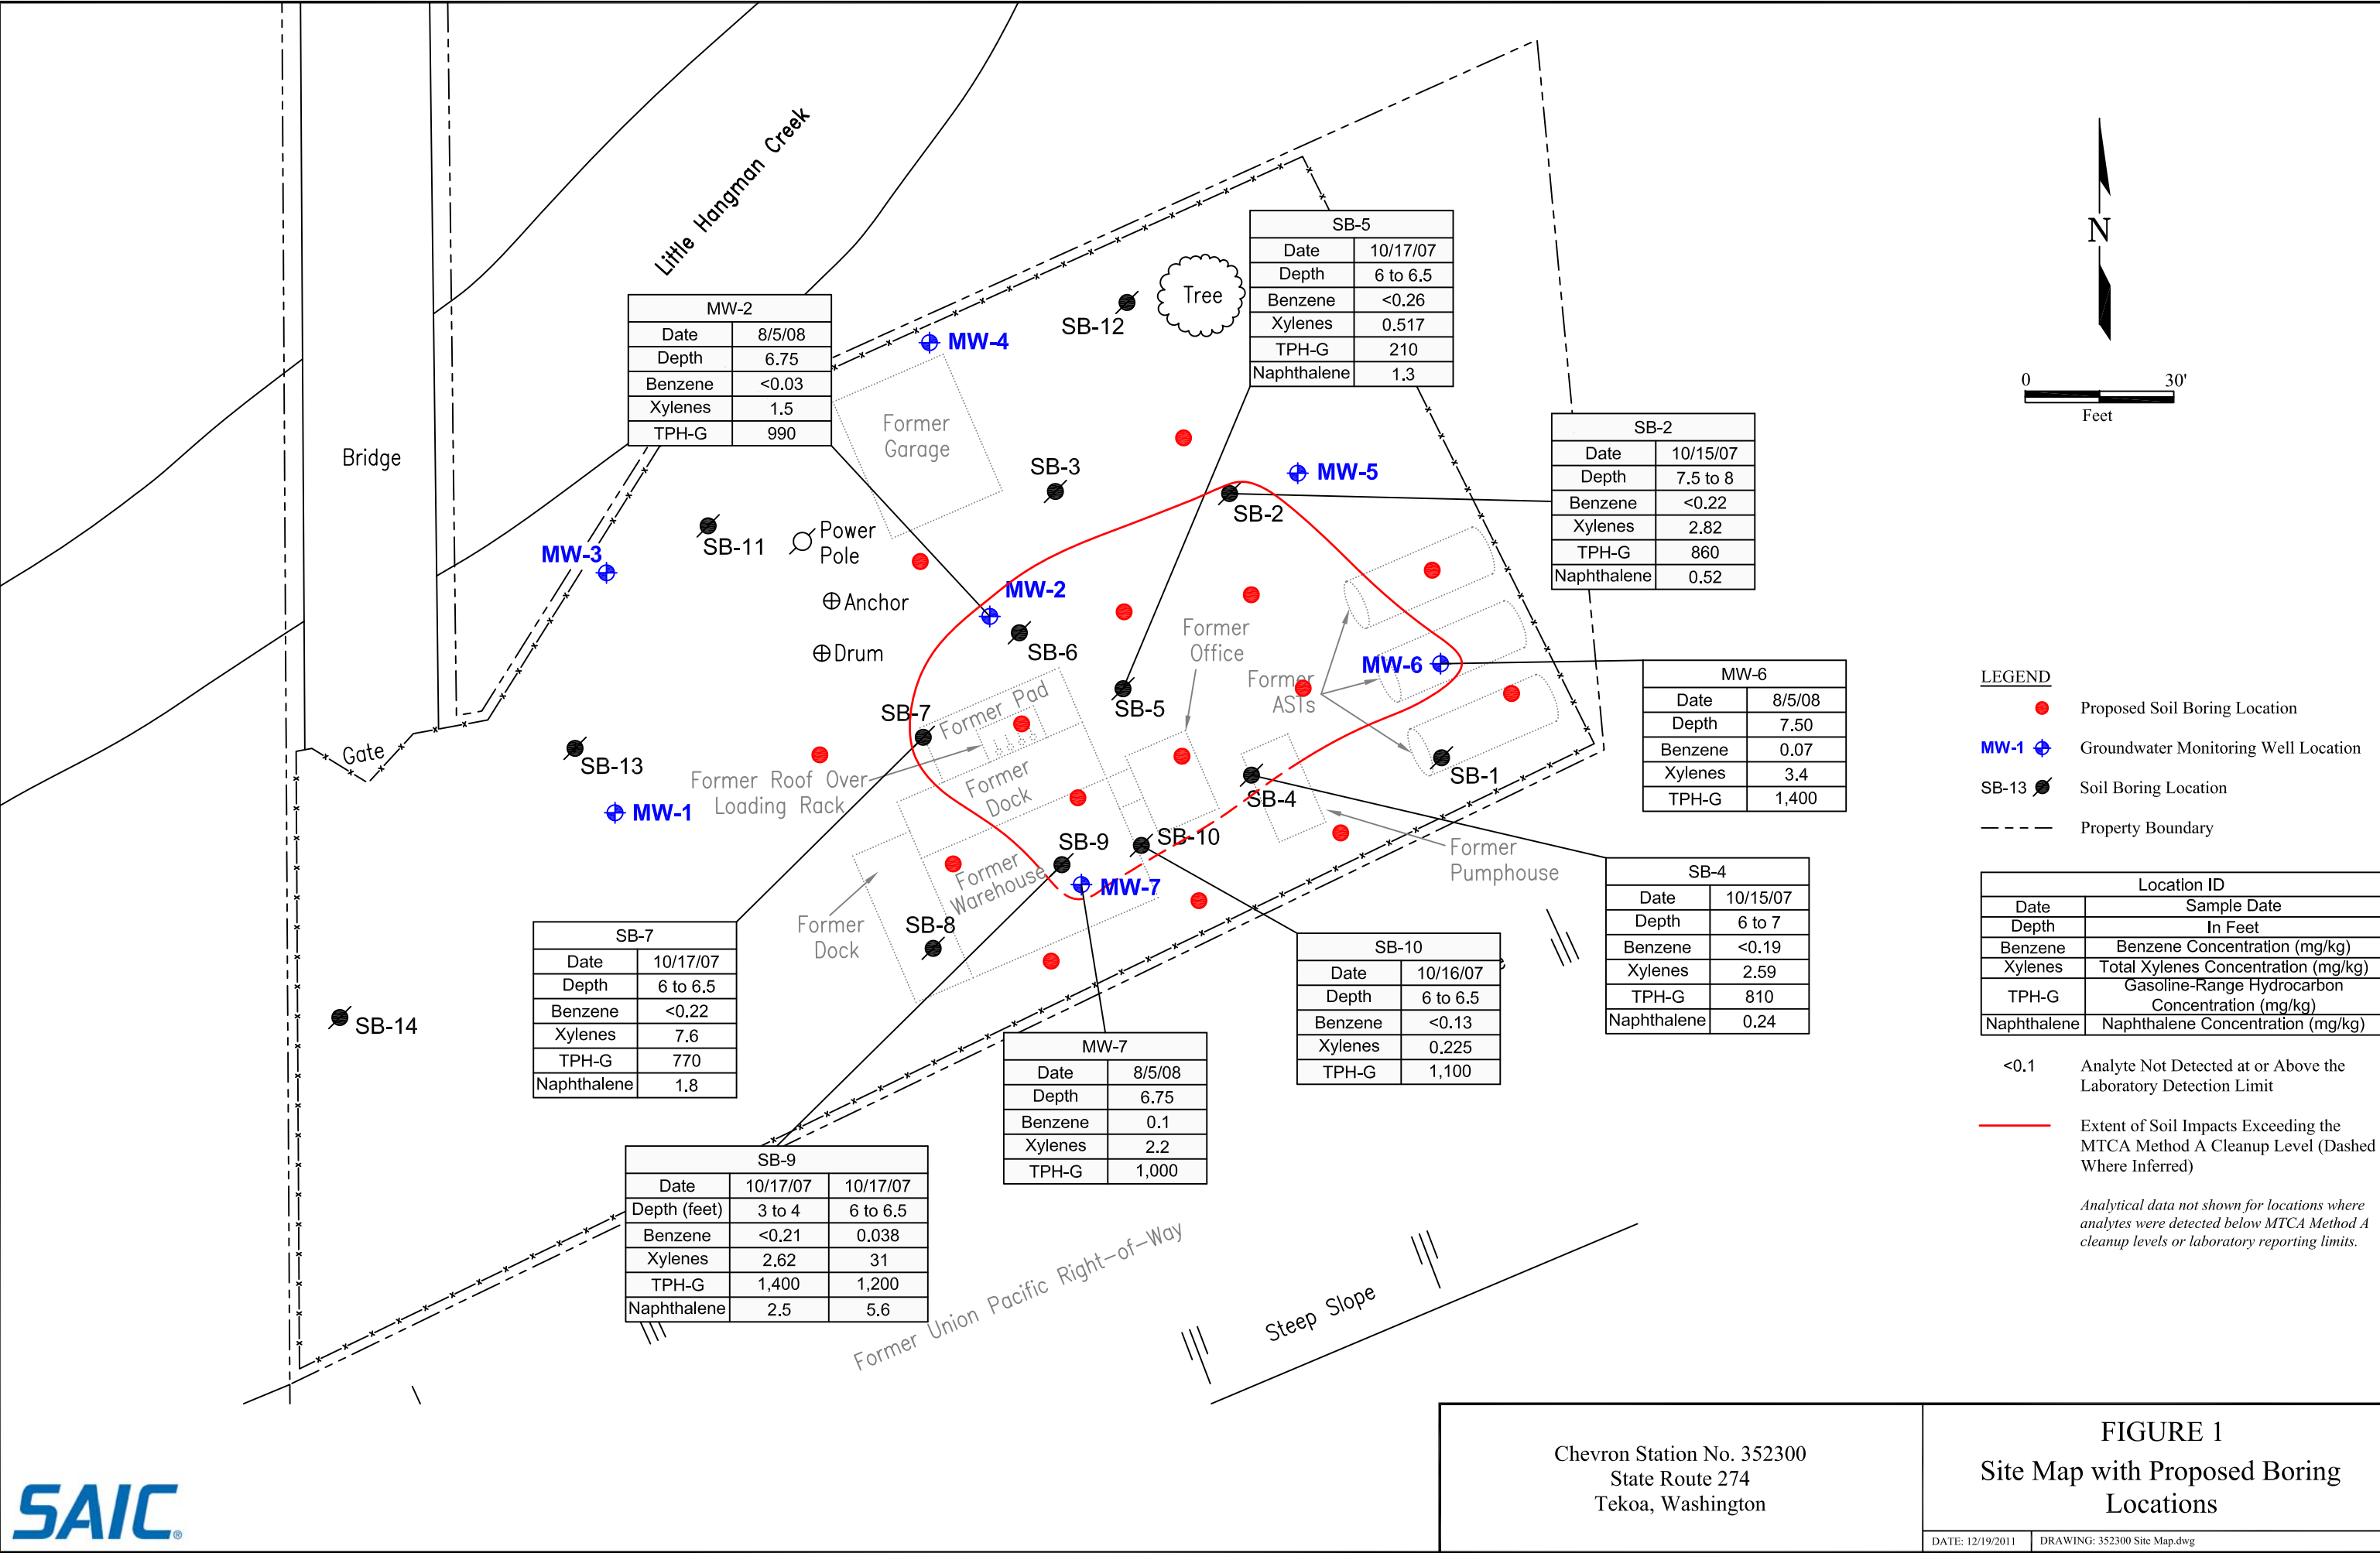 Little Hangman Creek
Bridge
Gate
MW-2
Date 8/5/08
Depth 6.75
Benzene <0.03
Xylenes 1.5
TPH-G 990
SB-5
Date 10/17/07
Depth 6 to 6.5
Benzene <0.26
Xylenes 0.517
TPH-G 210
Naphthalene 1.3
SB-2
Date 10/15/07
Depth 7.5 to 8
Benzene <0.22
Xylenes 2.82
TPH-G 860
Naphthalene 0.52
MW-6
Date 8/5/08
Depth 7.50
Benzene 0.07
Xylenes 3.4
TPH-G 1,400
SB-4
Date 10/15/07
Depth 6 to 7
Benzene <0.19
Xylenes 2.59
TPH-G 810
Naphthalene 0.24
SB-10
Date 10/16/07
Depth 6 to 6.5
Benzene <0.13
Xylenes 0.225
TPH-G 1,100
MW-7
Date 8/5/08
Depth 6.75
Benzene 0.1
Xylenes 2.2
TPH-G 1,000
SB-7
Date 10/17/07
Depth 6 to 6.5
Benzene <0.22
Xylenes 7.6
TPH-G 770
Naphthalene 1.8
SB-9
Date 10/17/07 10/17/07
Depth (feet) 3 to 4 6 to 6.5
Benzene <0.21 0.038
Xylenes 2.62 31
TPH-G 1,400 1,200
Naphthalene 2.5 5.6
SB-12
Tree
MW-4
Former
Garage
SB-3
MW-5
SB-2
SB-11
Power
Pole
MW-3
Anchor
Drum
MW-2
SB-6
Former
Office
MW-6
Former
ASTs
SB-5
SB-7
Former Pad
SB-13
MW-1
Former Roof Over
Loading Rack
Former
Dock
SB-4
SB-1
SB-10
SB-9
MW-7
Former
Warehouse
Former
Dock
SB-8
Former
Pumphouse
SB-14
Former Union Pacific Right-of-Way
Steep Slope
N
0 30'
Feet
LEGEND
Proposed Soil Boring Location
MW-1 Groundwater Monitoring Well Location
SB-13 Soil Boring Location
Property Boundary
Location ID
Date Sample Date
Depth In Feet
Benzene Benzene Concentration (mg/kg)
Xylenes Total Xylenes Concentration (mg/kg)
TPH-G Gasoline-Range Hydrocarbon
Concentration (mg/kg)
Naphthalene Naphthalene Concentration (mg/kg)
<0.1 Analyte Not Detected at or Above the
Laboratory Detection Limit
Extent of Soil Impacts Exceeding the
MTCA Method A Cleanup Level (Dashed
Where Inferred)
Analytical data not shown for locations where
analytes were detected below MTCA Method A
cleanup levels or laboratory reporting limits.
SAIC®
Chevron Station No. 352300
State Route 274
Tekoa, Washington
FIGURE 1
Site Map with Proposed Boring
Locations
DATE: 12/19/2011 DRAWING: 352300 Site Map.dwg